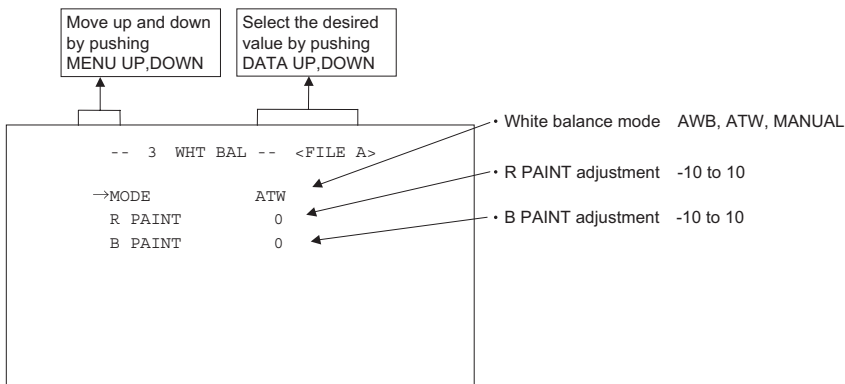 Move up and down
by pushing
MENU UP,DOWN
Select the desired
value by pushing
DATA UP,DOWN
-- 3 WHT BAL -- <FILE A>
→MODE ATW
R PAINT 0
B PAINT 0
• White balance mode AWB, ATW, MANUAL
• R PAINT adjustment -10 to 10
• B PAINT adjustment -10 to 10